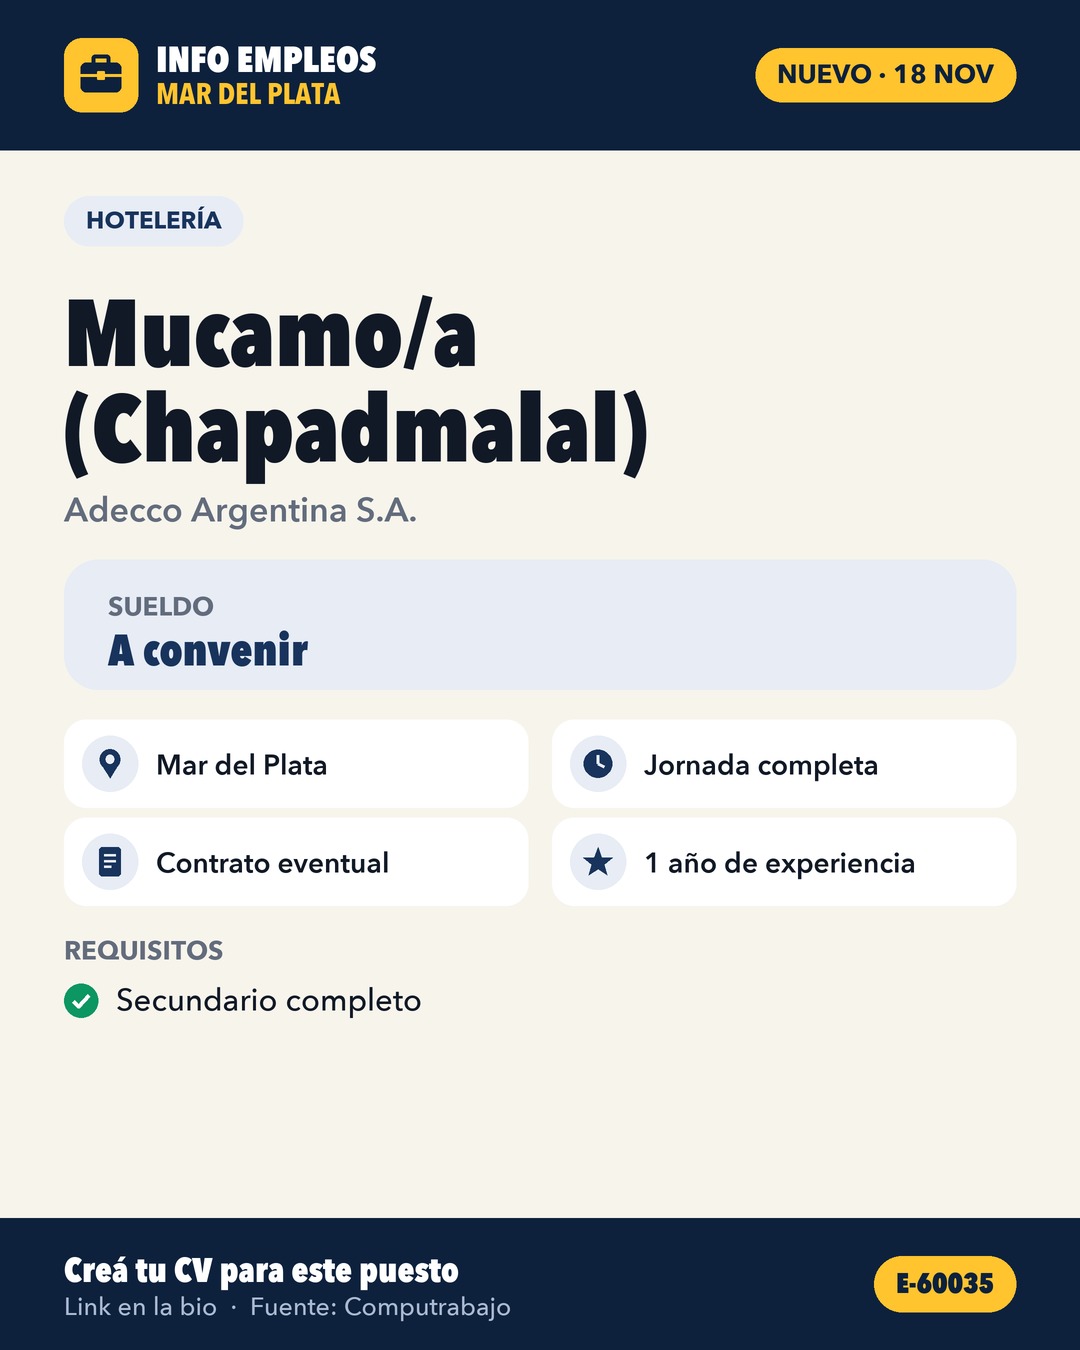 INFO EMPLEOS
MAR DEL PLATA
NUEVO · 18 NOV
HOTELERÍA
Mucamo/a
(Chapadmalal)
Adecco Argentina S.A.
SUELDO
A convenir
Mar del Plata
Jornada completa
Contrato eventual
1 año de experiencia
REQUISITOS
Secundario completo
Creá tu CV para este puesto
Link en la bio · Fuente: Computrabajo
E-60035